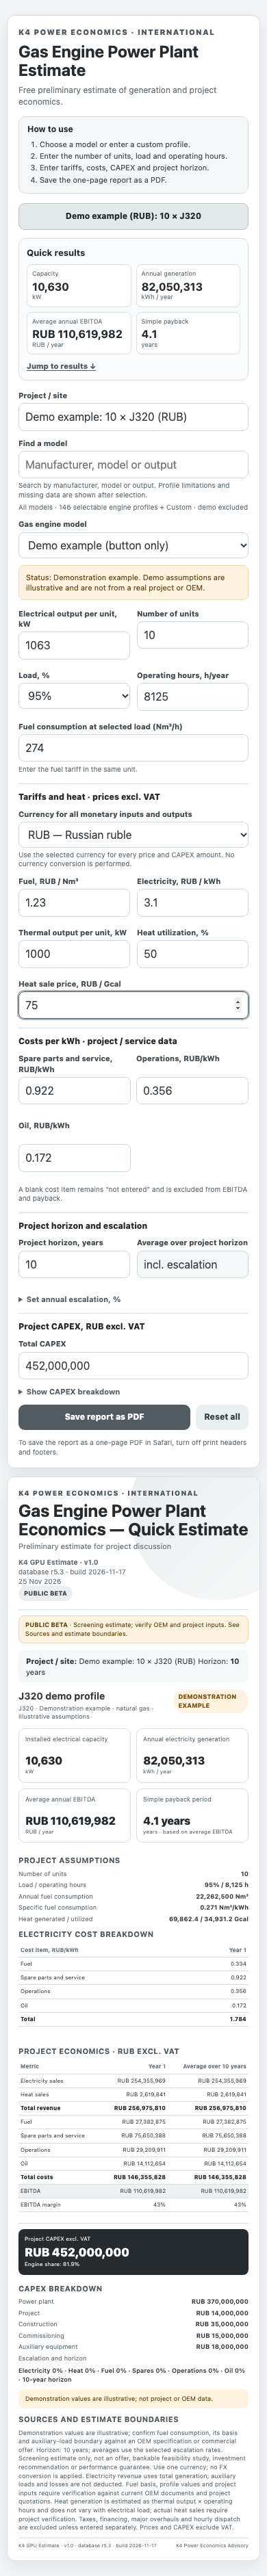 K4 POWER ECONOMICS · INTERNATIONAL
Gas Engine Power Plant
Estimate
Free preliminary estimate of generation and project
economics.
How to use
1. Choose a model or enter a custom profile.
2. Enter the number of units, load and operating hours.
3. Enter tariffs, costs, CAPEX and project horizon.
4. Save the one-page report as a PDF.
Demo example (RUB): 10 × J320
Quick results
Capacity
10,630
kW
Annual generation
82,050,313
kWh / year
Average annual EBITDA
RUB 110,619,982
RUB / year
Simple payback
4.1
years
Jump to results ↓
Project / site
Demo example: 10 × J320 (RUB)
Find a model
Manufacturer, model or output
Search by manufacturer, model or output. Profile limitations and
missing data are shown after selection.
All models · 146 selectable engine profiles + Custom · demo excluded
Gas engine model
Demo example (button only)
Status: Demonstration example. Demo assumptions are
illustrative and are not from a real project or OEM.
Electrical output per unit,
kW
1063
Number of units
10
Load, %
95%
Operating hours, h/year
8125
Fuel consumption at selected load (Nm³/h)
274
Enter the fuel tariff in the same unit.
Tariffs and heat · prices excl. VAT
Currency for all monetary inputs and outputs
RUB — Russian ruble
Use the selected currency for every price and CAPEX amount. No
currency conversion is performed.
Fuel, RUB / Nm³
1.23
Electricity, RUB / kWh
3.1
Thermal output per unit, kW
1000
Heat utilization, %
50
Heat sale price, RUB / Gcal
75
Costs per kWh · project / service data
Spare parts and service,
RUB/kWh
0.922
Operations, RUB/kWh
0.356
Oil, RUB/kWh
0.172
A blank cost item remains "not entered" and is excluded from EBITDA
and payback.
Project horizon and escalation
Project horizon, years
10
Average over project horizon
incl. escalation
▶ Set annual escalation, %
Project CAPEX, RUB excl. VAT
Total CAPEX
452,000,000
▶ Show CAPEX breakdown
Save report as PDF
Reset all
To save the report as a one-page PDF in Safari, turn off print headers
and footers.
K4 POWER ECONOMICS · INTERNATIONAL
Gas Engine Power Plant
Economics — Quick Estimate
Preliminary estimate for project discussion
K4 GPU Estimate · v1.0
database r5.3 · build 2026-11-17
25 Nov 2026
PUBLIC BETA
PUBLIC BETA · Screening estimate; verify OEM and project inputs. See
Sources and estimate boundaries.
Project / site: Demo example: 10 × J320 (RUB) Horizon: 10
years
J320 demo profile
J320 · Demonstration example · natural gas ·
Illustrative assumptions
DEMONSTRATION
EXAMPLE
Installed electrical capacity
10,630
kW
Annual electricity generation
82,050,313
kWh / year
Average annual EBITDA
RUB 110,619,982
RUB / year
Simple payback period
4.1 years
years · based on average EBITDA
PROJECT ASSUMPTIONS
Number of units 10
Load / operating hours 95% / 8,125 h
Annual fuel consumption 22,262,500 Nm³
Specific fuel consumption 0.271 Nm³/kWh
Heat generated / utilized 69,862.4 / 34,931.2 Gcal
ELECTRICITY COST BREAKDOWN
Cost item, RUB/kWh Year 1
Fuel 0.334
Spare parts and service 0.922
Operations 0.356
Oil 0.172
Total 1.784
PROJECT ECONOMICS · RUB EXCL. VAT
Metric Year 1 Average over 10 years
Electricity sales RUB 254,355,969 RUB 254,355,969
Heat sales RUB 2,619,841 RUB 2,619,841
Total revenue RUB 256,975,810 RUB 256,975,810
Fuel RUB 27,382,875 RUB 27,382,875
Spare parts and service RUB 75,650,388 RUB 75,650,388
Operations RUB 29,209,911 RUB 29,209,911
Oil RUB 14,112,654 RUB 14,112,654
Total costs RUB 146,355,828 RUB 146,355,828
EBITDA RUB 110,619,982 RUB 110,619,982
EBITDA margin 43% 43%
Project CAPEX excl. VAT
RUB 452,000,000
Engine share: 81.9%
CAPEX BREAKDOWN
Power plant RUB 370,000,000
Project RUB 14,000,000
Construction RUB 35,000,000
Commissioning RUB 15,000,000
Auxiliary equipment RUB 18,000,000
Escalation and horizon
Electricity 0% · Heat 0% · Fuel 0% · Spares 0% · Operations 0% · Oil 0%
· 10-year horizon
Demonstration values are illustrative; not project or OEM data.
SOURCES AND ESTIMATE BOUNDARIES
Demonstration values are illustrative; confirm fuel consumption, its basis
and auxiliary-load boundary against an OEM specification or commercial
offer. Horizon: 10 years; averages use the selected escalation rates.
Screening estimate only, not an offer, bankable feasibility study, investment
recommendation or performance guarantee. Use one currency; no FX
conversion is applied. Electricity revenue uses total generation; auxiliary
loads and losses are not deducted. Fuel basis, profile values and project
inputs require verification against current OEM documents and project
quotations. Heat generation is estimated as thermal output × operating
hours and does not vary with electrical load; actual heat sales require
project verification. Taxes, financing, major overhauls and hourly prices are
excluded unless entered separately. Prices and CAPEX exclude VAT.
K4 GPU Estimate · v1.0 · database r5.3 · build 2026-11-17 K4 Power Economics Advisory